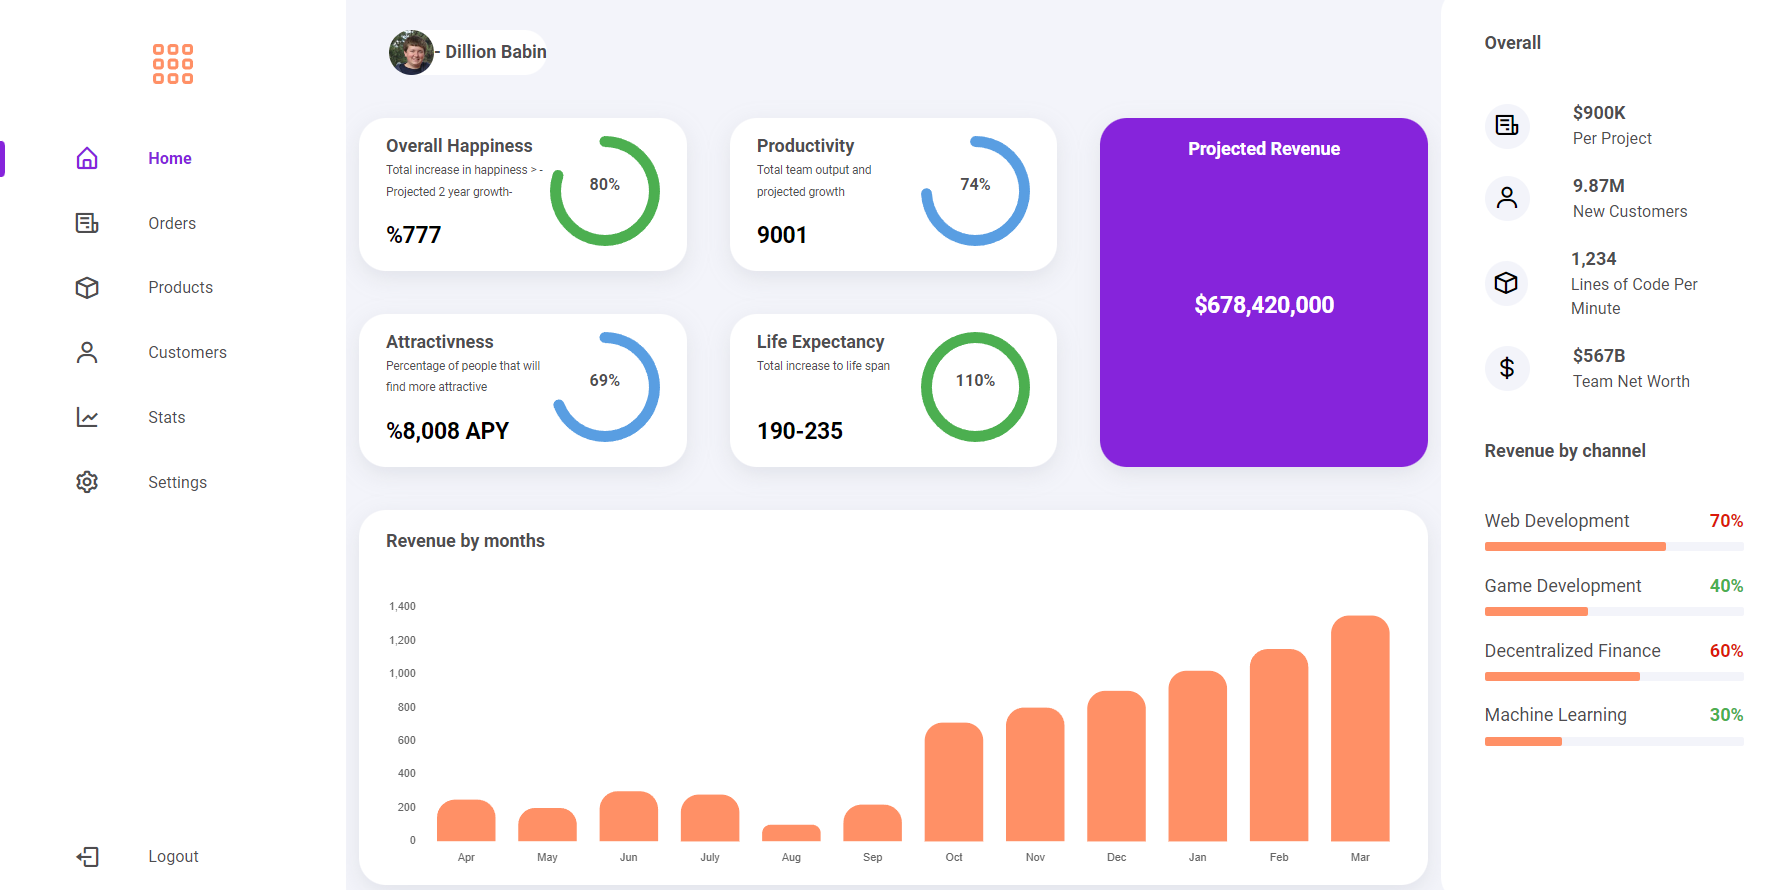 - Dillion Babin
Home
Orders
Products
Customers
Stats
Settings
Logout
Overall Happiness
Total increase in happiness > -
Projected 2 year growth-
%777
80%
Productivity
Total team output and
projected growth
9001
74%
Projected Revenue
$678,420,000
Attractivness
Percentage of people that will
find more attractive
%8,008 APY
69%
Life Expectancy
Total increase to life span
190-235
110%
Revenue by months
1,400
1,200
1,000
800
600
400
200
0
Apr May Jun July Aug Sep Oct Nov Dec Jan Feb Mar
Overall
$900K
Per Project
9.87M
New Customers
1,234
Lines of Code Per
Minute
$567B
Team Net Worth
Revenue by channel
Web Development 70%
Game Development 40%
Decentralized Finance 60%
Machine Learning 30%